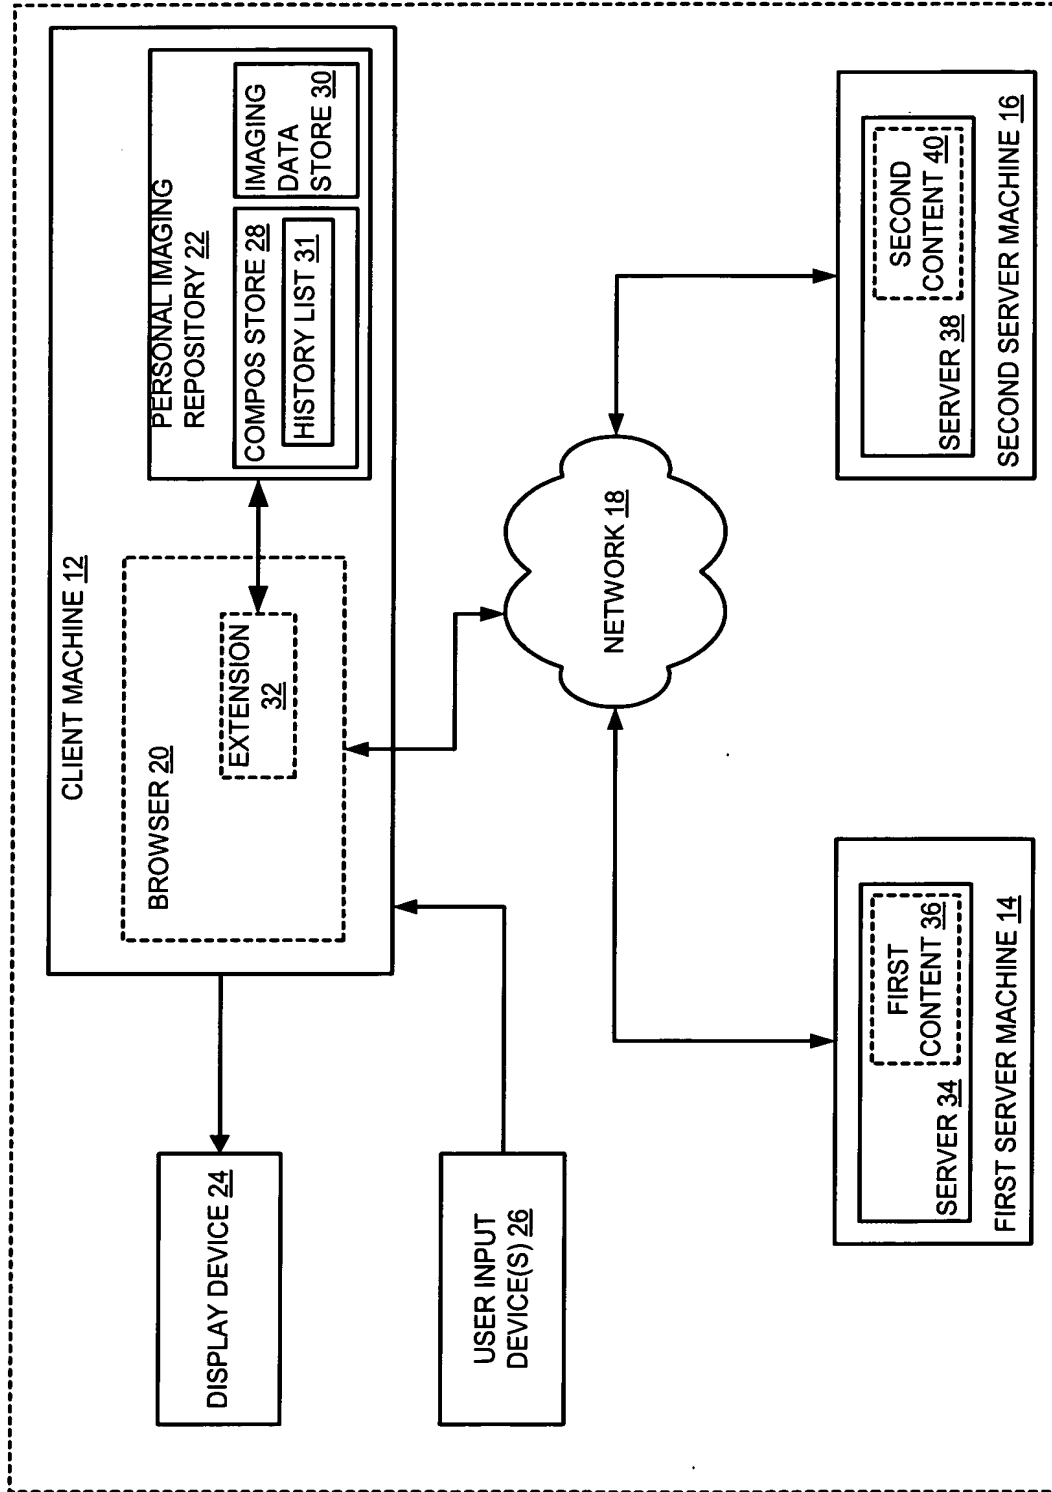 CLIENT MACHINE 12
BROWSER 20
EXTENSION
32
PERSONAL IMAGING
REPOSITORY 22
COMPOS STORE 28
HISTORY LIST 31
IMAGING
DATA
STORE 30
DISPLAY DEVICE 24
USER INPUT
DEVICE(S) 26
NETWORK 18
FIRST
CONTENT 36
SERVER 34
FIRST SERVER MACHINE 14
SECOND
CONTENT 40
SERVER 38
SECOND SERVER MACHINE 16